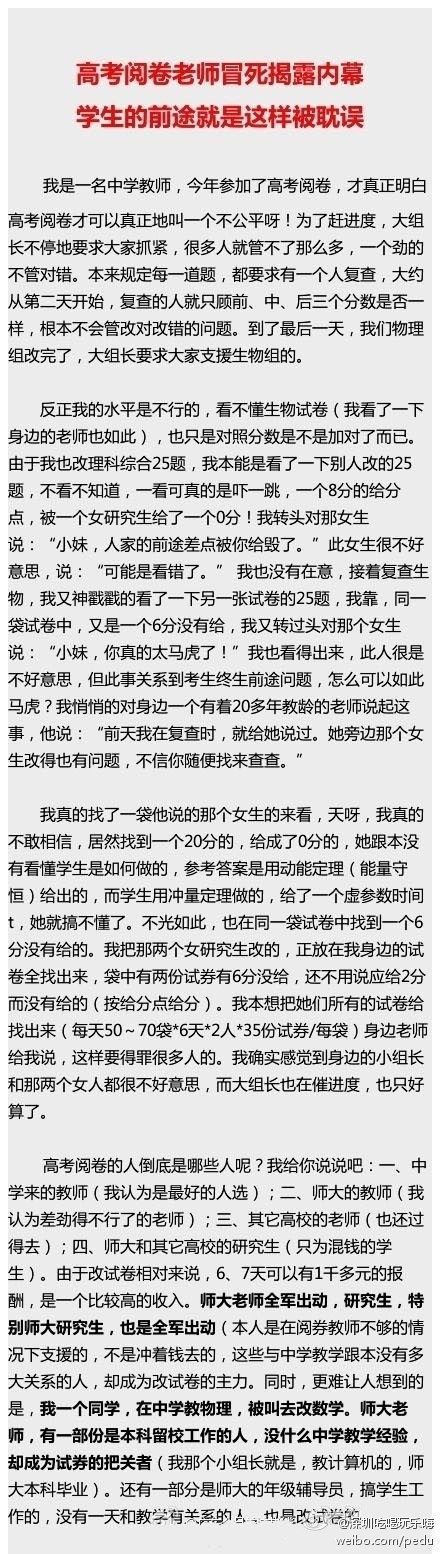 高考阅卷老师冒死揭露内幕
学生的前途就是这样被耽误
我是一名中学教师，今年参加了高考阅卷，才真正明白
高考阅卷才可以真正地叫一个不公平呀！为了赶进度，大组
长不停地要求大家抓紧，很多人就管不了那么多，一个劲的
不管对错。本来规定每一道题，都要求有一个人复查，大约
从第二天开始，复查的人就只顾前、中、后三个分数是否一
样，根本不会管改对改错的问题。到了最后一天，我们物理
组改完了，大组长要求大家支援生物组的。
反正我的水平是不行的，看不懂生物试卷（我看了一下
身边的老师也如此），也只是对照分数是不是加对了而已。
由于我也改理科综合25题，我本能是看了一下别人改的25
题，不看不知道，一看可真的是吓一跳，一个8分的给分
点，被一个女研究生给了一个0分！我转头对那女生
说：“小妹，人家的前途差点被你给毁了。”此女生很不好
意思，说：“可能是看错了。” 我也没有在意，接着复查生
物，我又神戳戳的看了一下另一张试卷的25题，我靠，同一
袋试卷中，又是一个6分没有给，我又转过头对那个女生
说：“小妹，你真的太马虎了！”我也看得出来，此人很是
不好意思，但此事关系到考生终生前途问题，怎么可以如此
马虎？我悄悄的对身边一个有着20多年教龄的老师说起这
事，他说：“前天我在复查时，就给她说过。她旁边那个女
生改得也有问题，不信你随便找来查查。”
我真的找了一袋他说的那个女生的来看，天呀，我真的
不敢相信，居然找到一个20分的，给成了0分的，她跟本没
有看懂学生是如何做的，参考答案是用动能定理（能量守
恒）给出的，而学生用冲量定理做的，给了一个虚参数时间
t，她就搞不懂了。不光如此，也在同一袋试卷中找到一个6
分没有给的。我把那两个女研究生改的，正放在我身边的试
卷全找出来，袋中有两份试券有6分没给，还不用说应给2分
而没有给的（按给分点给分）。我本想把她们所有的试卷给
找出来（每天50～70袋*6天*2人*35份试券/每袋）身边老师
给我说，这样要得罪很多人的。我确实感觉到身边的小组长
和那两个女人都很不好意思，而大组长也在催进度，也只好
算了。
高考阅卷的人倒底是哪些人呢？我给你说说吧：一、中
学来的教师（我认为是最好的人选）；二、师大的教师（我
认为差劲得不行了的老师）；三、其它高校的老师（也还过
得去）；四、师大和其它高校的研究生（只为混钱的学
生）。由于改试卷相对来说，6、7天可以有1千多元的报
酬，是一个比较高的收入。师大老师全军出动，研究生，特
别师大研究生，也是全军出动（本人是在阅券教师不够的情
况下支援的，不是冲着钱去的，这些与中学教学跟本没有多
大关系的人，却成为改试卷的主力。同时，更难让人想到的
是，我一个同学，在中学教物理，被叫去改数学。师大老
师，有一部份是本科留校工作的人，没什么中学教学经验，
却成为试券的把关者（我那个小组长就是，教计算机的，师
大本科毕业）。还有一部分是师大的年级辅导员，搞学生工
作的，没有一天和教学有关系的人，也是改试卷的
@深圳吃喝玩乐嗨
weibo.com/pedu